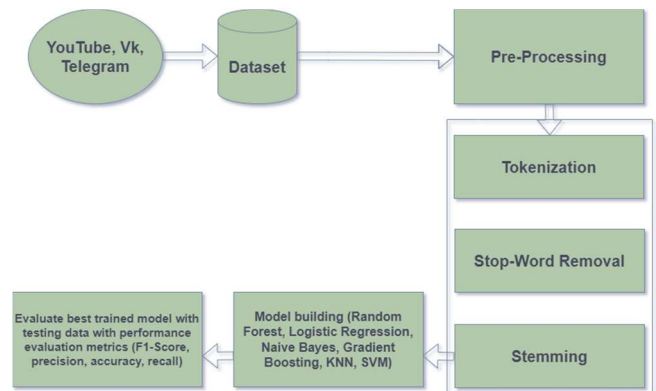 YouTube, Vk,
Telegram
Dataset
Pre-Processing
Tokenization
Stop-Word Removal
Stemming
Model building (Random
Forest, Logistic Regression,
Naive Bayes, Gradient
Boosting, KNN, SVM)
Evaluate best trained model with
testing data with performance
evaluation metrics (F1-Score,
precision, accuracy, recall)